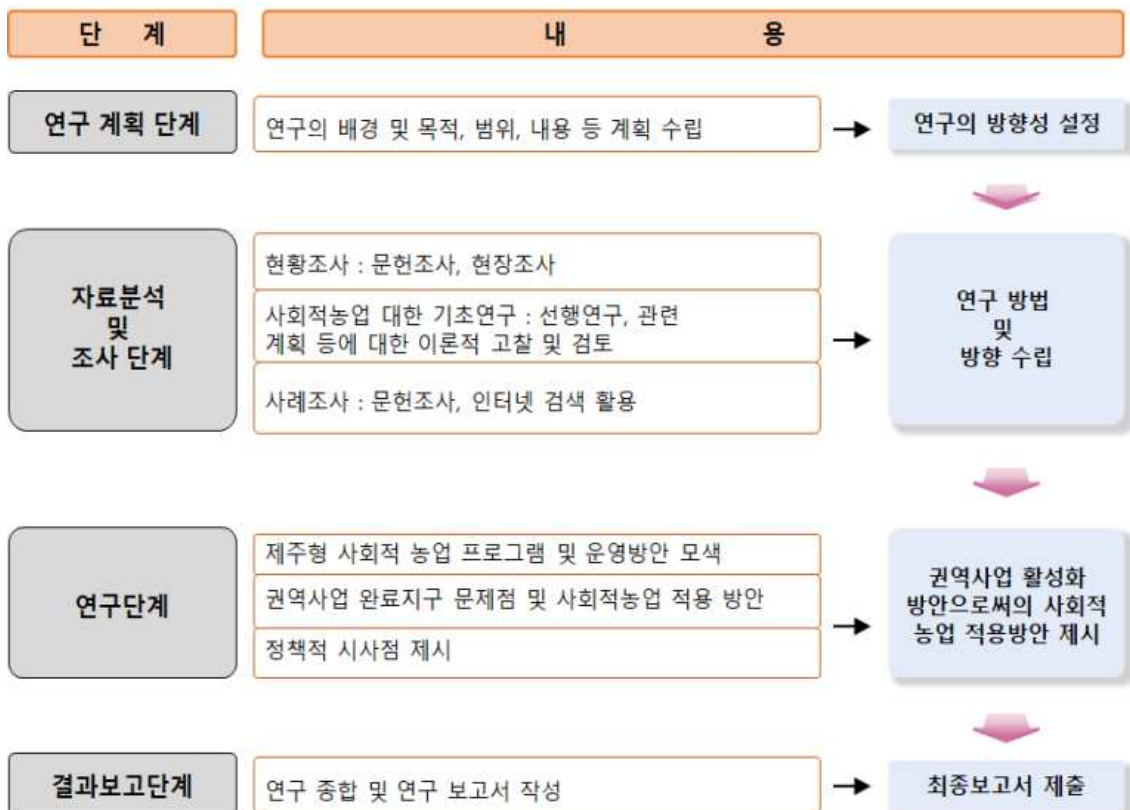 단 계
내 용
연구 계획 단계
연구의 배경 및 목적, 범위, 내용 등 계획 수립
연구의 방향성 설정
자료분석
및
조사 단계
현황조사 : 문헌조사, 현장조사
사회적농업 대한 기초연구 : 선행연구, 관련
계획 등에 대한 이론적 고찰 및 검토
사례조사 : 문헌조사, 인터넷 검색 활용
연구 방법
및
방향 수립
연구단계
제주형 사회적 농업 프로그램 및 운영방안 모색
권역사업 완료지구 문제점 및 사회적농업 적용 방안
정책적 시사점 제시
권역사업 활성화
방안으로써의 사회적
농업 적용방안 제시
결과보고단계
연구 종합 및 연구 보고서 작성
최종보고서 제출